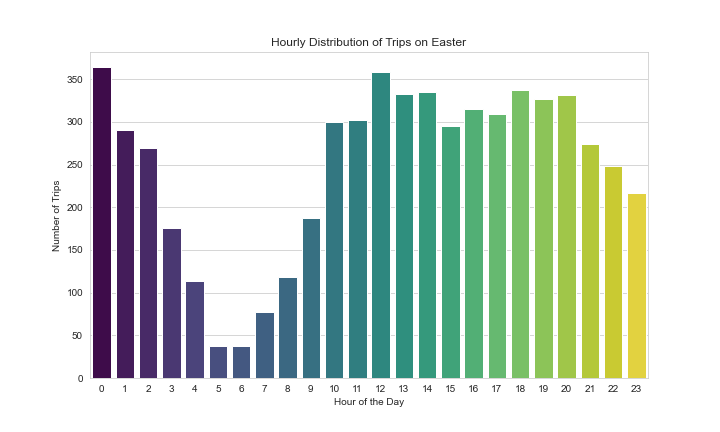 Hourly Distribution of Trips on Easter
Number of Trips
350
300
250
200
150
100
50
0
0 1 2 3 4 5 6 7 8 9 10 11 12 13 14 15 16 17 18 19 20 21 22 23
Hour of the Day